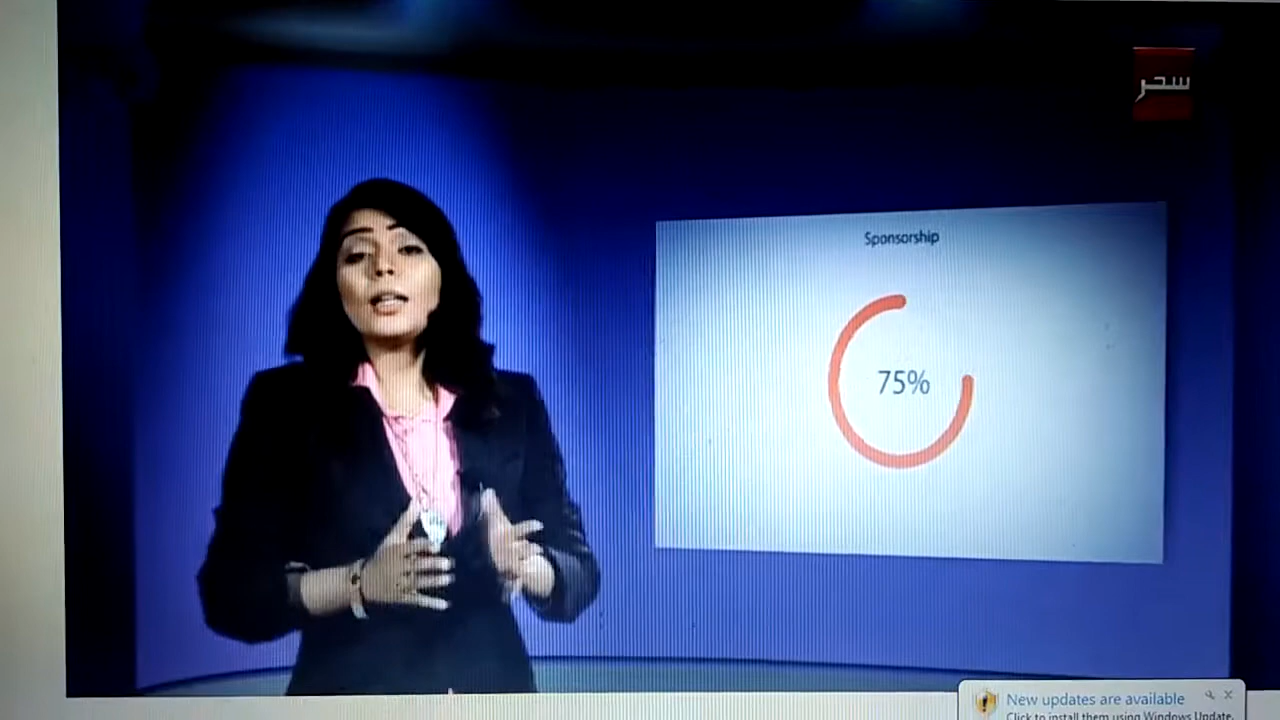 سحر
Sponsorship
75%
New updates are available
Click to install them using Windows Update.